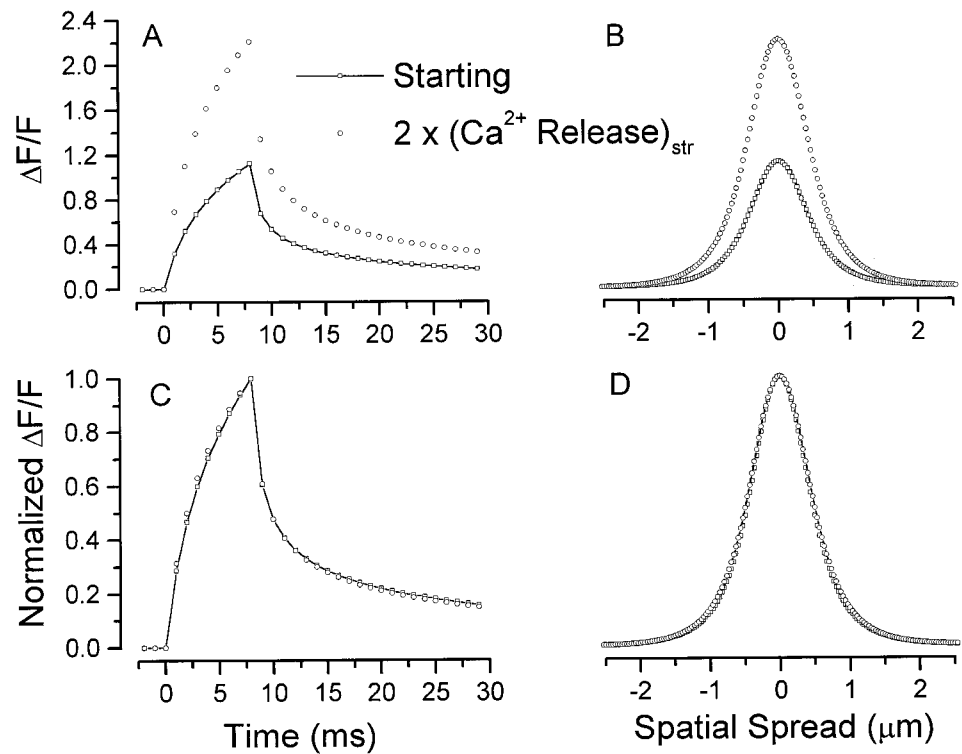 A
B
2.4
2.0
1.6
1.2
0.8
0.4
0.0
ΔF/F
Starting
2 x (Ca²⁺ Release)str
0 5 10 15 20 25 30
-2 -1 0 1 2
C
D
1.0
0.8
0.6
0.4
0.2
0.0
Normalized ΔF/F
0 5 10 15 20 25 30
-2 -1 0 1 2
Time (ms)
Spatial Spread (μm)